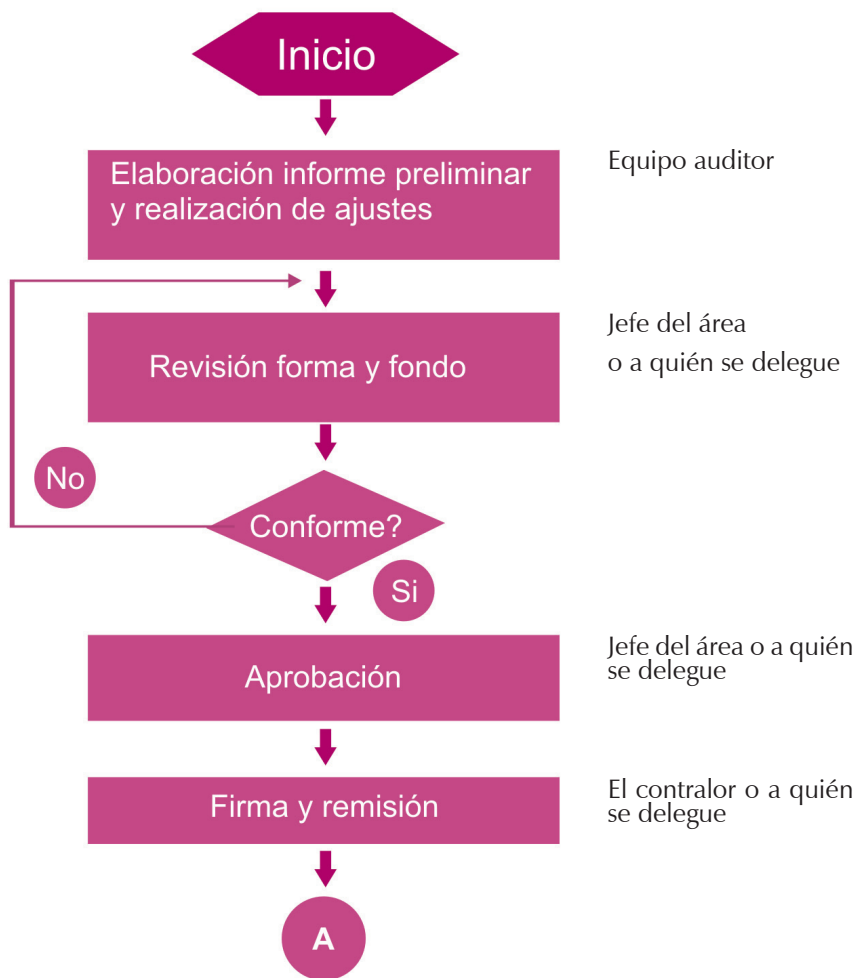 Inicio
Elaboración informe preliminar
y realización de ajustes
Equipo auditor
Revisión forma y fondo
Jefe del área
o a quién se delegue
No
Conforme?
Si
Aprobación
Jefe del área o a quién
se delegue
Firma y remisión
El contralor o a quién
se delegue
A